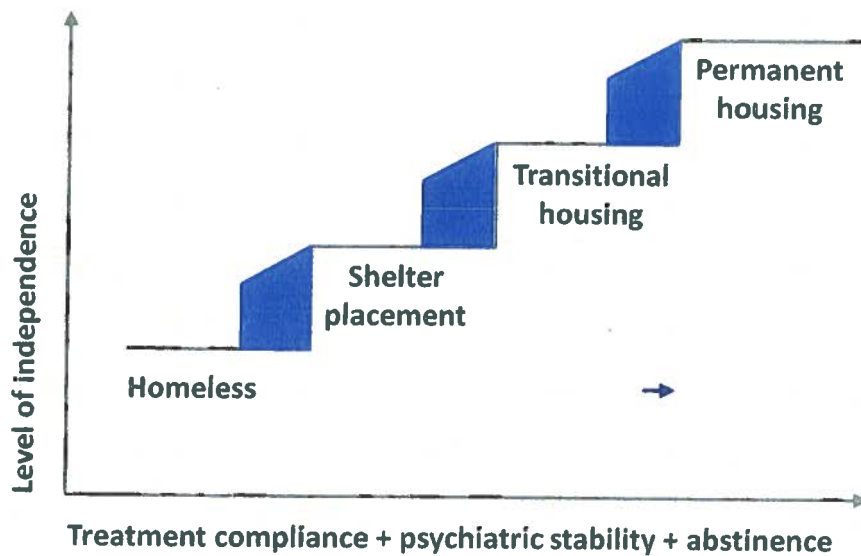 Permanent
housing
Transitional
housing
Shelter
placement
Homeless
Level of independence
Treatment compliance + psychiatric stability + abstinence